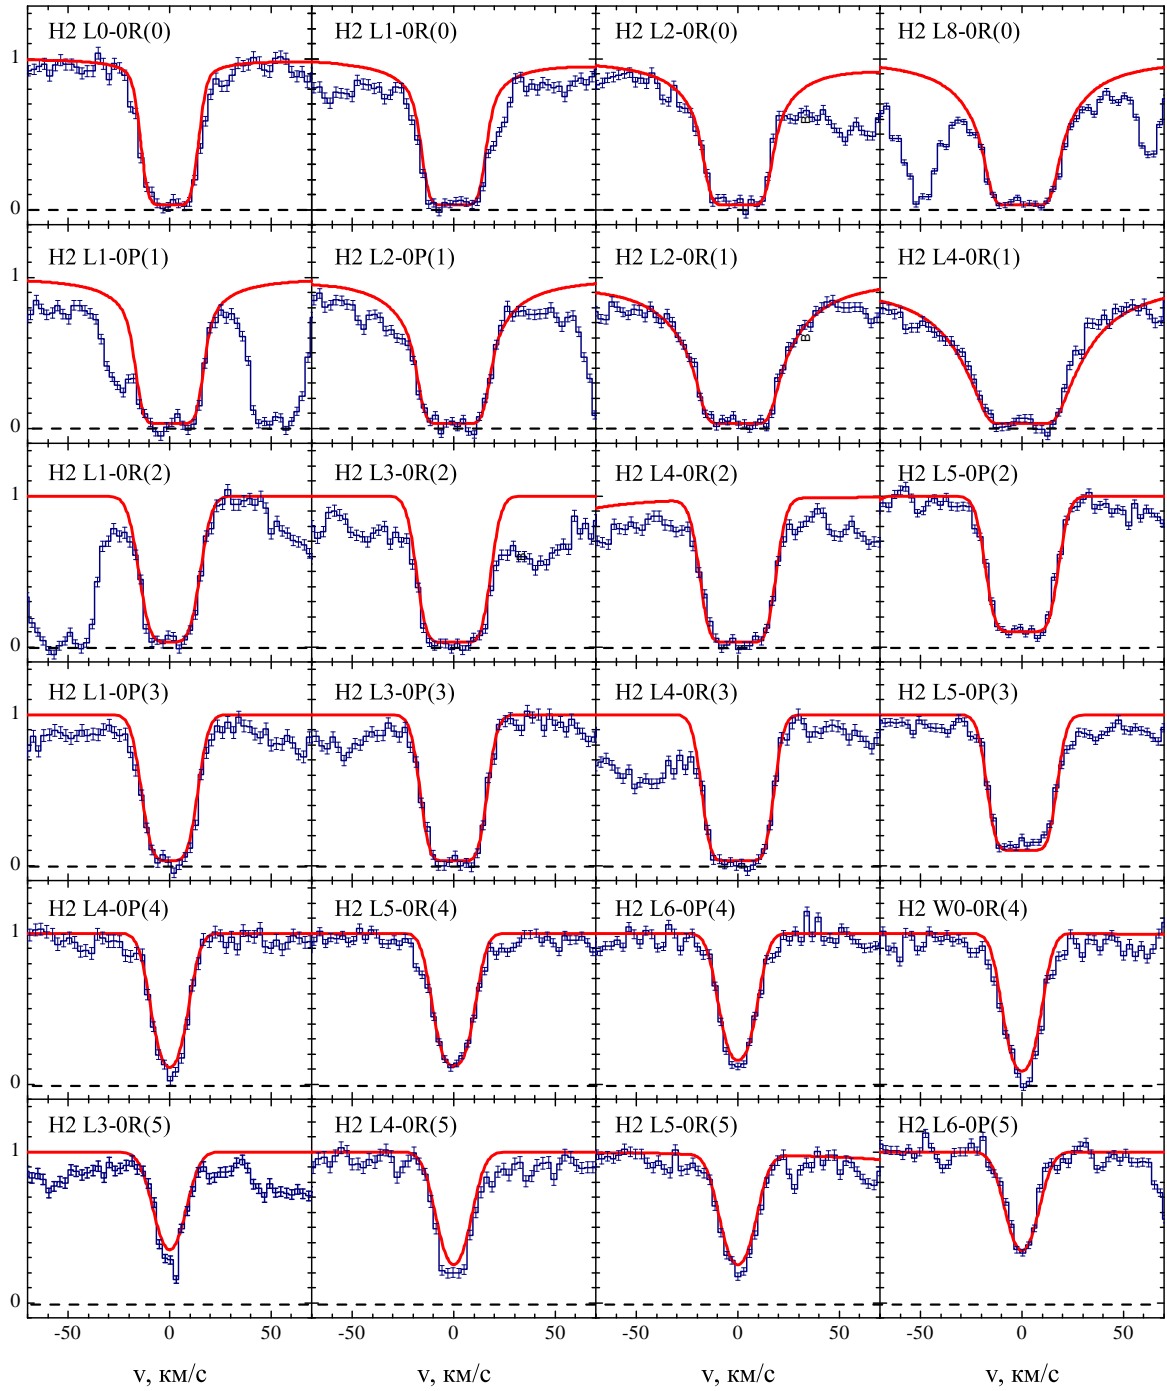 H2 L0-0R(0) H2 L1-0R(0) H2 L2-0R(0) H2 L8-0R(0)
1
0
H2 L1-0P(1) H2 L2-0P(1) H2 L2-0R(1) H2 L4-0R(1)
1
0
H2 L1-0R(2) H2 L3-0R(2) H2 L4-0R(2) H2 L5-0P(2)
1
0
H2 L1-0P(3) H2 L3-0P(3) H2 L4-0R(3) H2 L5-0P(3)
1
0
H2 L4-0P(4) H2 L5-0R(4) H2 L6-0P(4) H2 W0-0R(4)
1
0
H2 L3-0R(5) H2 L4-0R(5) H2 L5-0R(5) H2 L6-0P(5)
1
0
-50 0 50 -50 0 50 -50 0 50 -50 0 50
v, км/с v, км/с v, км/с v, км/с